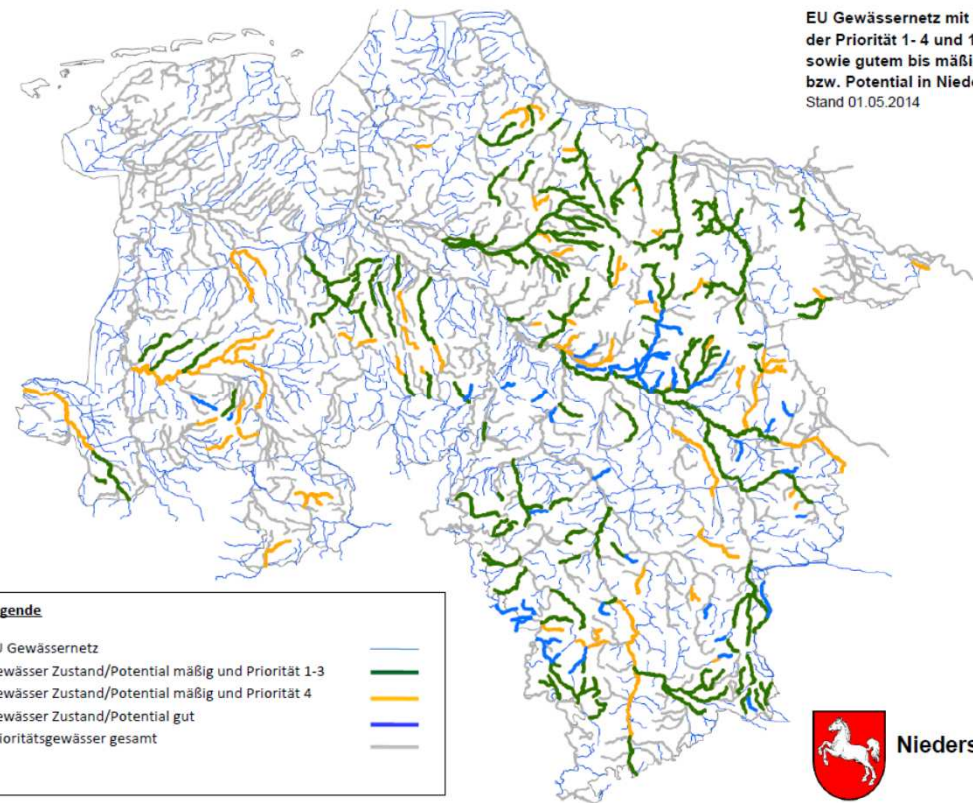 EU Gewässernetz mit
der Priorität 1- 4 und 1
sowie gutem bis mäßi
bzw. Potential in Niede
Stand 01.05.2014
gende
U Gewässernetz
ewässer Zustand/Potential mäßig und Priorität 1-3
ewässer Zustand/Potential mäßig und Priorität 4
ewässer Zustand/Potential gut
ioritätsgewässer gesamt
Nieders